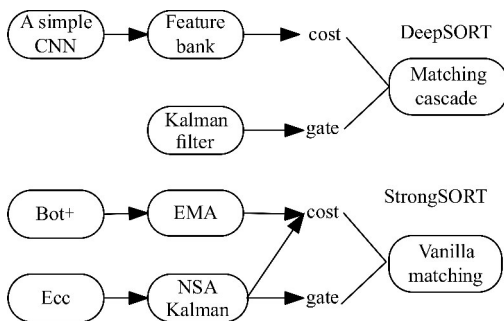 A simple
CNN
Feature
bank
cost
DeepSORT
Matching
cascade
Kalman
filter
gate
StrongSORT
Bot+
EMA
cost
Vanilla
matching
Ecc
NSA
Kalman
gate